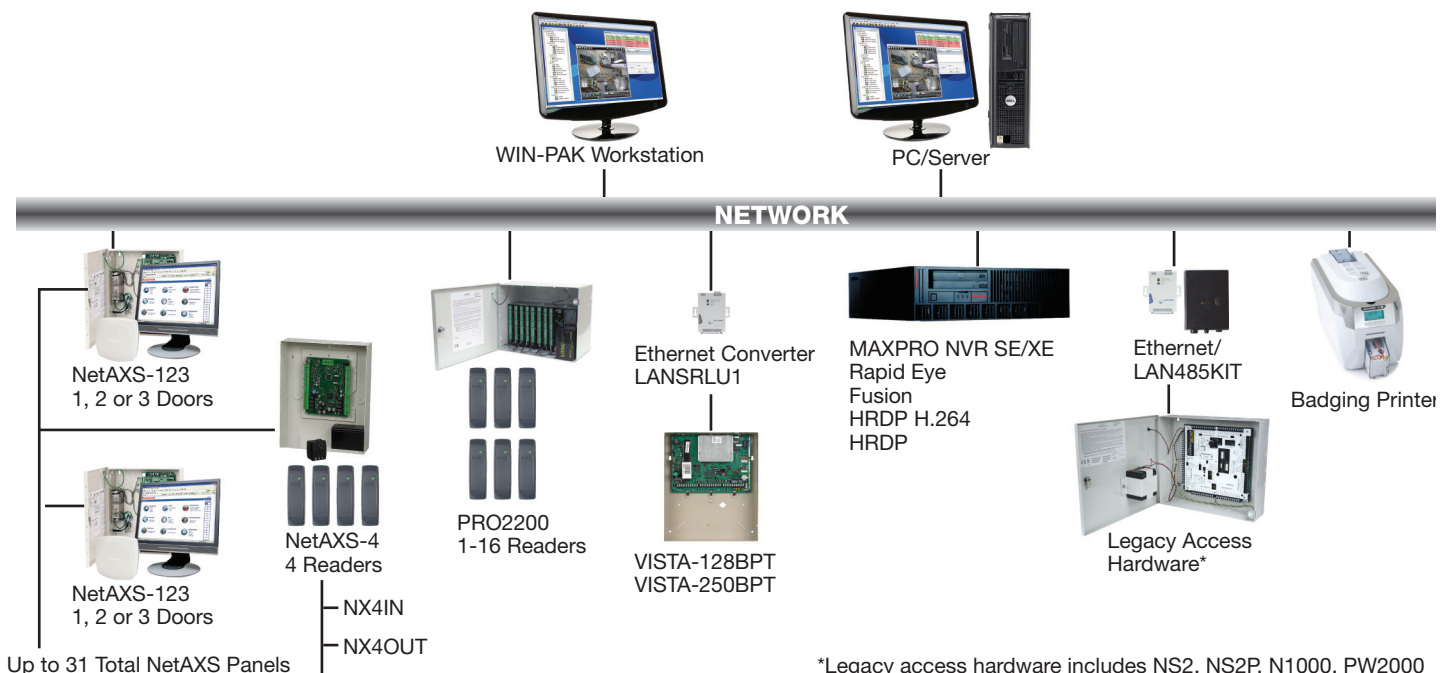 WIN-PAK Workstation
PC/Server
NETWORK
NetAXS-123
1, 2 or 3 Doors
NetAXS-4
4 Readers
NX4IN
NX4OUT
NetAXS-123
1, 2 or 3 Doors
Up to 31 Total NetAXS Panels
PRO2200
1-16 Readers
Ethernet Converter
LANSRLU1
VISTA-128BPT
VISTA-250BPT
MAXPRO NVR SE/XE
Rapid Eye
Fusion
HRDP H.264
HRDP
Ethernet/
LAN485KIT
Legacy Access
Hardware*
Badging Printer
*Legacy access hardware includes NS2, NS2P, N1000, PW2000